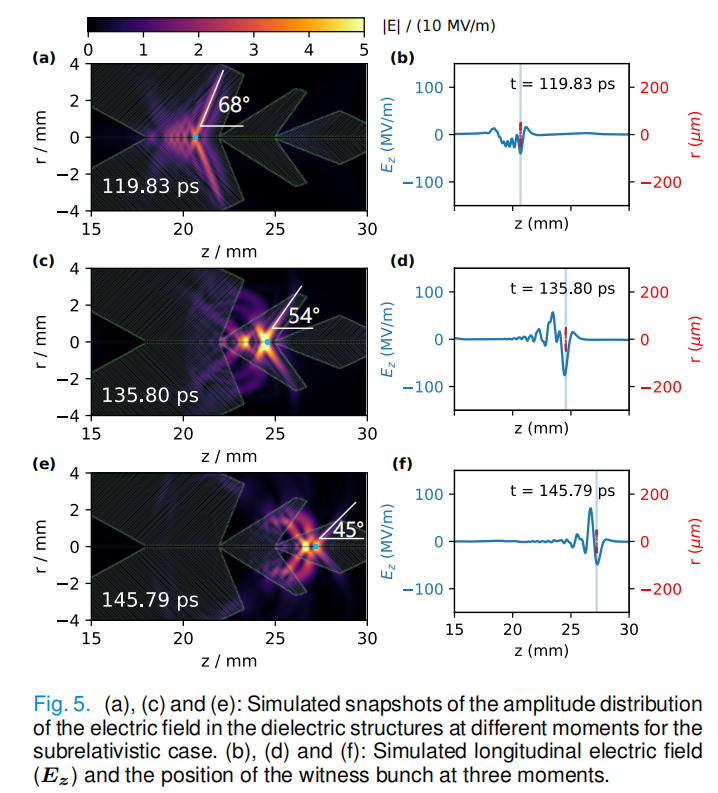 0 1 2 3 4 5 |E| / (10 MV/m)
(a)
4
2
0
−2
−4
r / mm
68°
119.83 ps
15 20 25 30
z / mm
(b)
100
0
−100
E_z (MV/m)
t = 119.83 ps
200
0
−200
r (μm)
z (mm)
(c)
4
2
0
−2
−4
r / mm
54°
135.80 ps
15 20 25 30
z / mm
(d)
100
0
−100
E_z (MV/m)
t = 135.80 ps
200
0
−200
r (μm)
z (mm)
(e)
4
2
0
−2
−4
r / mm
45°
145.79 ps
15 20 25 30
z / mm
(f)
100
0
−100
E_z (MV/m)
t = 145.79 ps
200
0
−200
r (μm)
15 20 25 30
z (mm)
Fig. 5. (a), (c) and (e): Simulated snapshots of the amplitude distribution
of the electric field in the dielectric structures at different moments for the
subrelativistic case. (b), (d) and (f): Simulated longitudinal electric field
(E_z) and the position of the witness bunch at three moments.